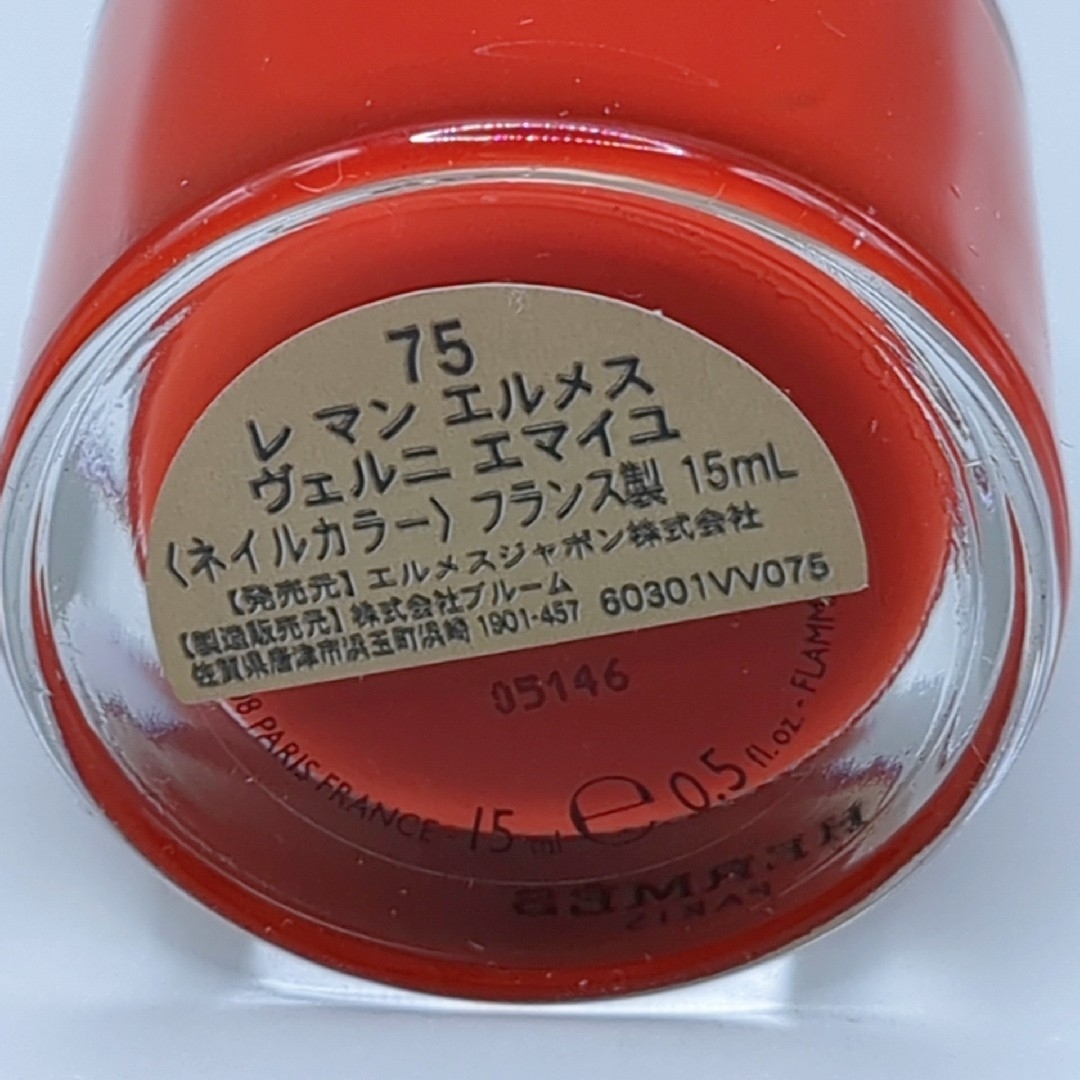 75
レ マン エルメス
ヴェルニ エマイユ
〈ネイルカラー〉 フランス製 15mL
【発売元】エルメスジャポン株式会社
【製造販売元】株式会社ブルーム
佐賀県唐津市浜玉町浜崎 1901-457 60301VV075
05146
08 PARIS FRANCE - 15 ml e 0.5 fl.oz. - FLAMM
HERMES
PARIS